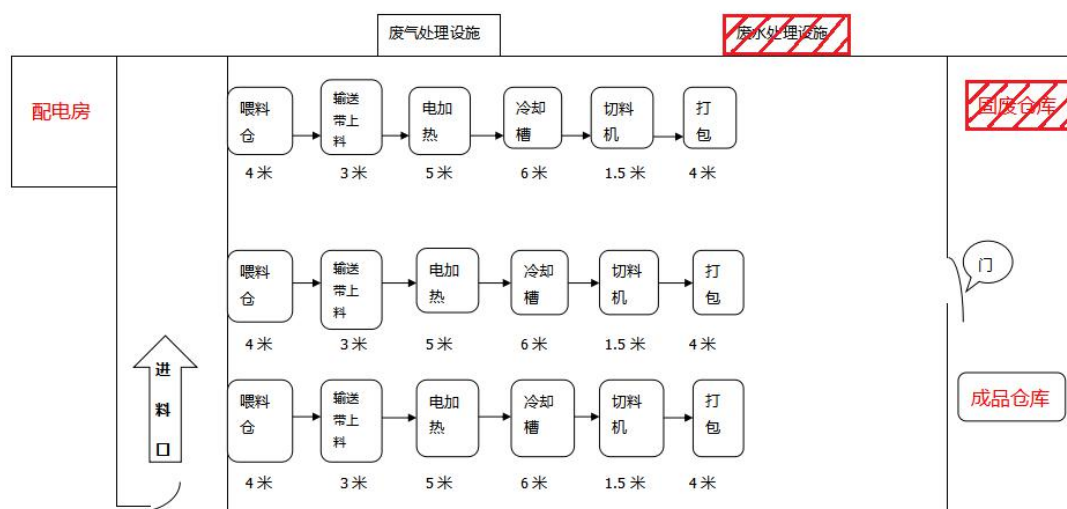 废气处理设施
废水处理设施
配电房
喂料
仓
输送
带上
料
电加
热
冷却
槽
切料
机
打
包
固废仓库
4 米
3 米
5 米
6 米
1.5 米
4 米
喂料
仓
输送
带上
料
电加
热
冷却
槽
切料
机
打
包
门
4 米
3 米
5 米
6 米
1.5 米
4 米
进
料
口
喂料
仓
输送
带上
料
电加
热
冷却
槽
切料
机
打
包
成品仓库
4 米
3 米
5 米
6 米
1.5 米
4 米